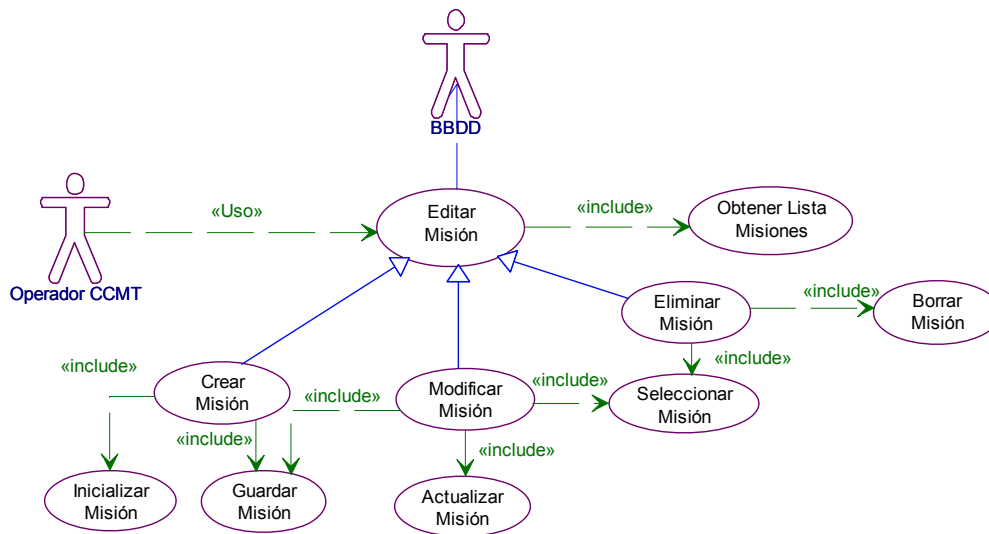 BBDD
«Uso»
Editar
Misión
«include»
Obtener Lista
Misiones
Operador CCMT
Eliminar
Misión
«include»
Borrar
Misión
«include»
«include»
Crear
Misión
«include»
Modificar
Misión
«include»
Seleccionar
Misión
«include»
«include»
Inicializar
Misión
Guardar
Misión
Actualizar
Misión